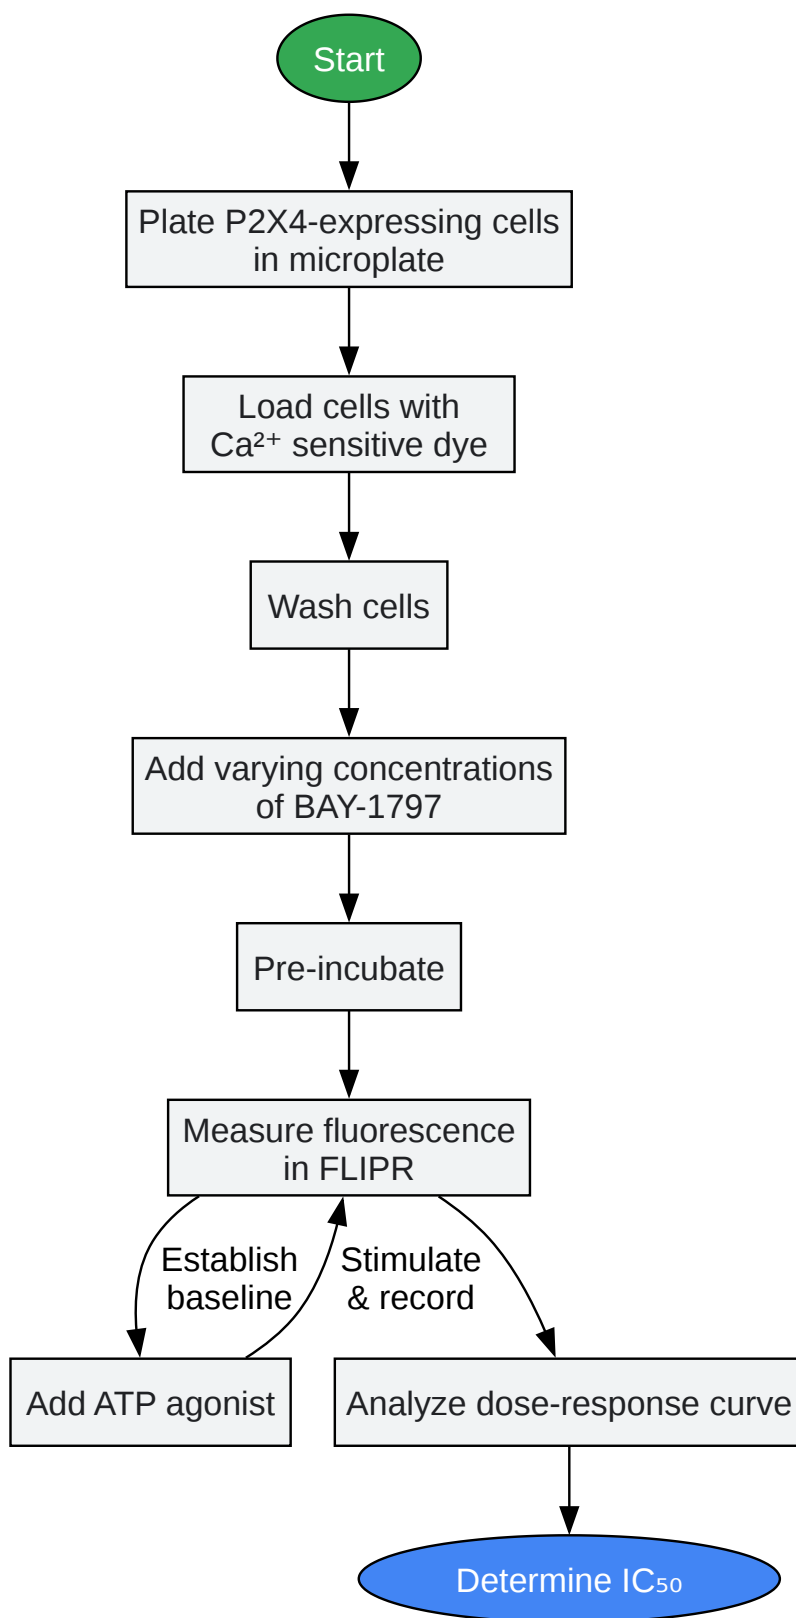 Start
Plate P2X4-expressing cells
in microplate
Load cells with
Ca²⁺ sensitive dye
Wash cells
Add varying concentrations
of BAY-1797
Pre-incubate
Measure fluorescence
in FLIPR
Establish
baseline
Stimulate
& record
Add ATP agonist
Analyze dose-response curve
Determine IC₅₀